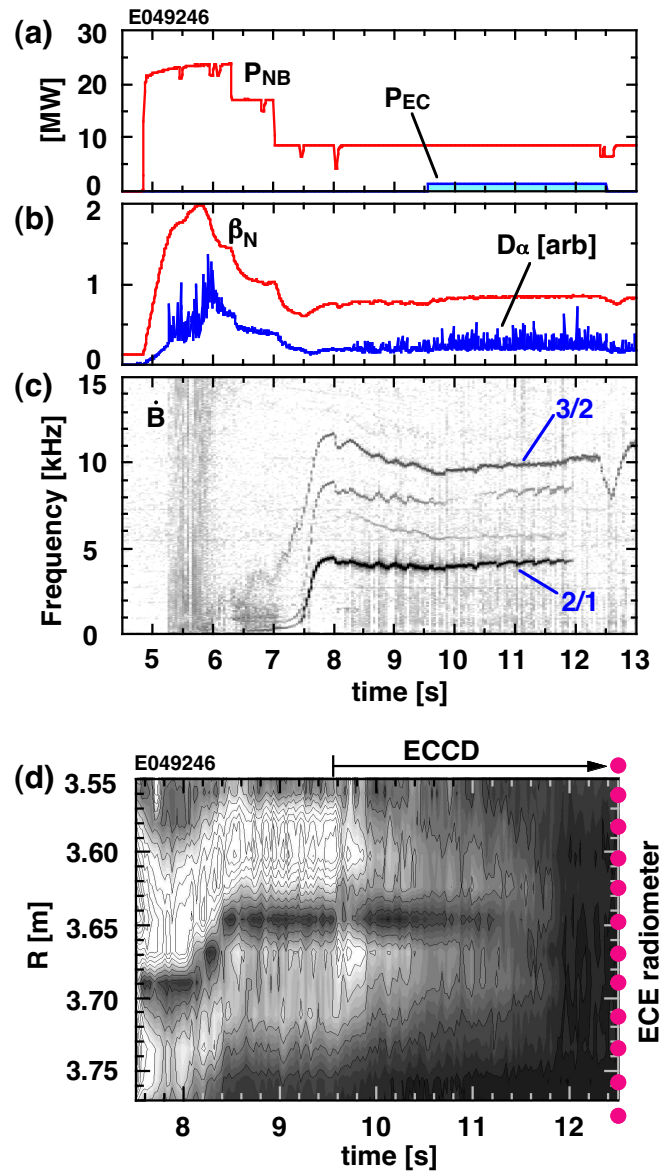 E049246
(a)
30
20
10
0
[MW]
P_NB
P_EC
(b)
2
1
0
β_N
Dα [arb]
(c)
15
10
5
0
Frequency [kHz]
Ḃ
3/2
2/1
5 6 7 8 9 10 11 12 13
time [s]
(d)
E049246
ECCD
3.55
3.60
3.65
3.70
3.75
R [m]
ECE radiometer
8 9 10 11 12
time [s]